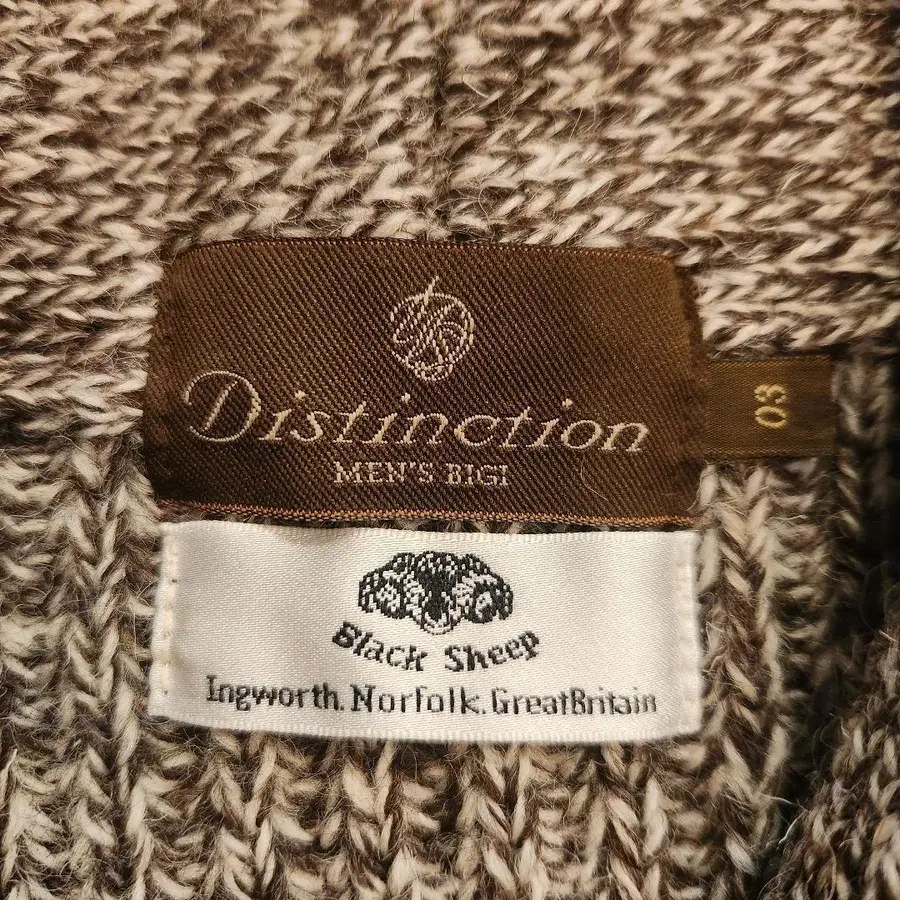 Distinction
MEN'S BIGI
03
Black Sheep
Ingworth.Norfolk.GreatBritain